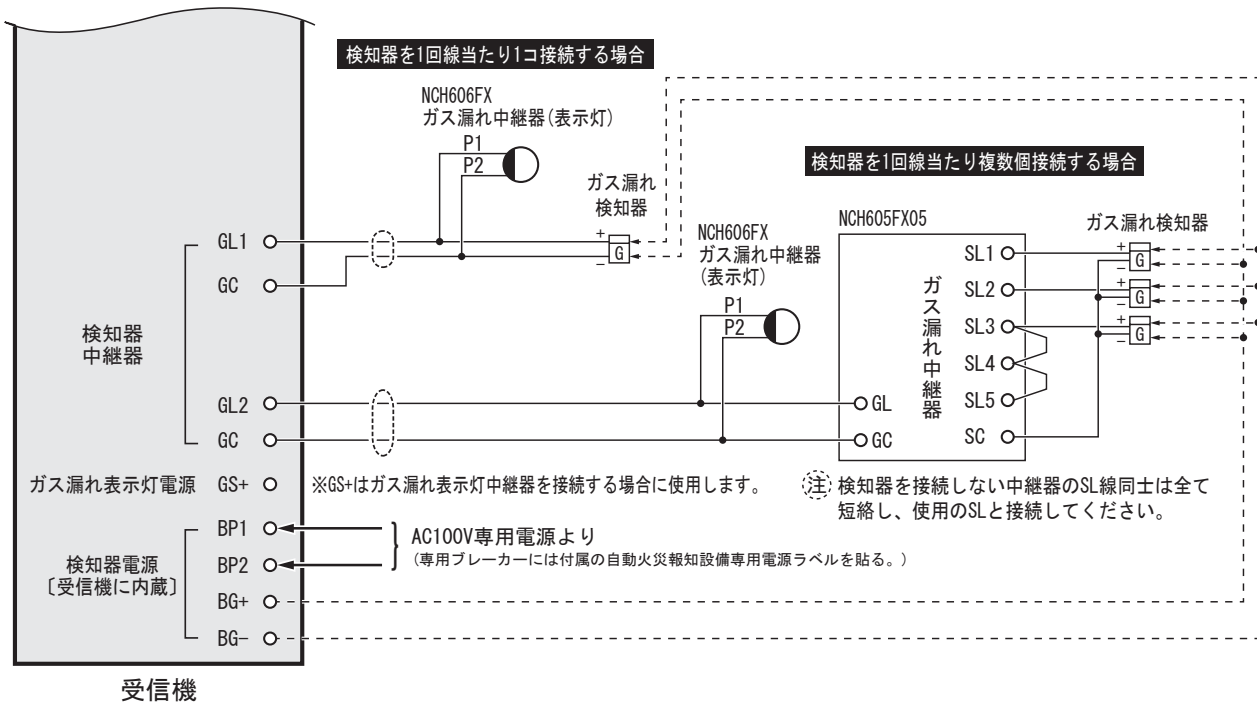 検知器を1回線当たり1コ接続する場合
NCH606FX
ガス漏れ中継器(表示灯)
P1
P2
ガス漏れ
検知器
+
G
−
検知器を1回線当たり複数個接続する場合
NCH606FX
ガス漏れ中継器
(表示灯)
P1
P2
NCH605FX05
ガス漏れ中継器
GL
GC
SL1
SL2
SL3
SL4
SL5
SC
ガス漏れ検知器
+
G
−
+
G
−
+
G
−
GL1
GC
検知器
中継器
GL2
GC
ガス漏れ表示灯電源 GS+
※GS+はガス漏れ表示灯中継器を接続する場合に使用します。
注 検知器を接続しない中継器のSL線同士は全て
短絡し、使用のSLと接続してください。
BP1
BP2
AC100V専用電源より
(専用ブレーカーには付属の自動火災報知設備専用電源ラベルを貼る。)
検知器電源
〔受信機に内蔵〕
BG+
BG−
受信機